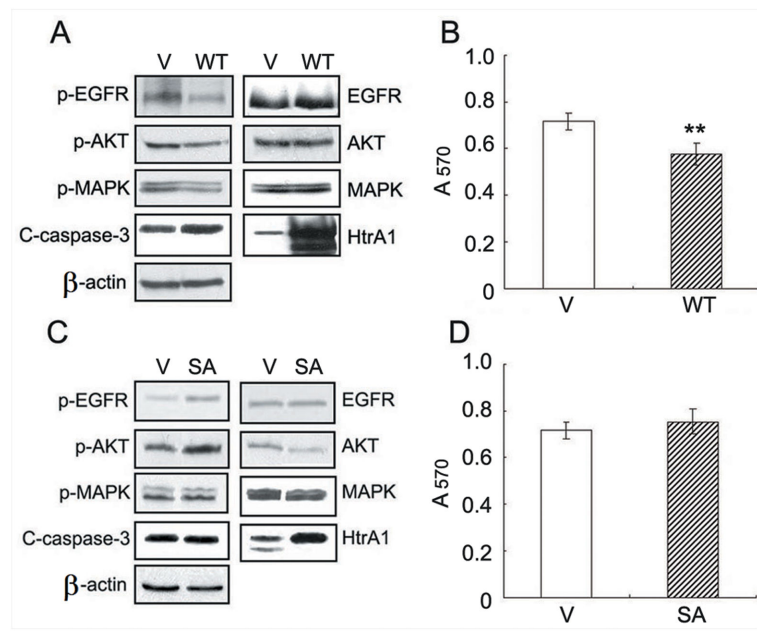 A
V WT V WT
p-EGFR EGFR
p-AKT AKT
p-MAPK MAPK
C-caspase-3 HtrA1
β-actin
B
1.0
0.8
0.6
0.4
0.2
0
A 570
**
V WT
C
V SA V SA
p-EGFR EGFR
p-AKT AKT
p-MAPK MAPK
C-caspase-3 HtrA1
β-actin
D
1.0
0.8
0.6
0.4
0.2
0
A 570
V SA